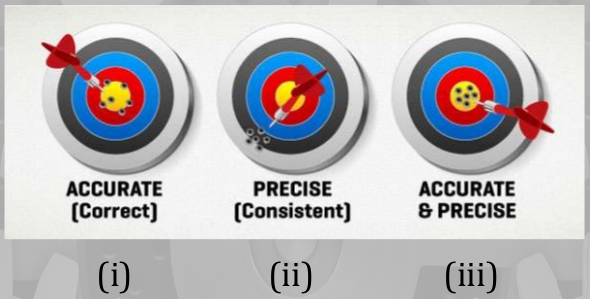 ACCURATE
(Correct)
PRECISE
(Consistent)
ACCURATE
& PRECISE
(i)
(ii)
(iii)